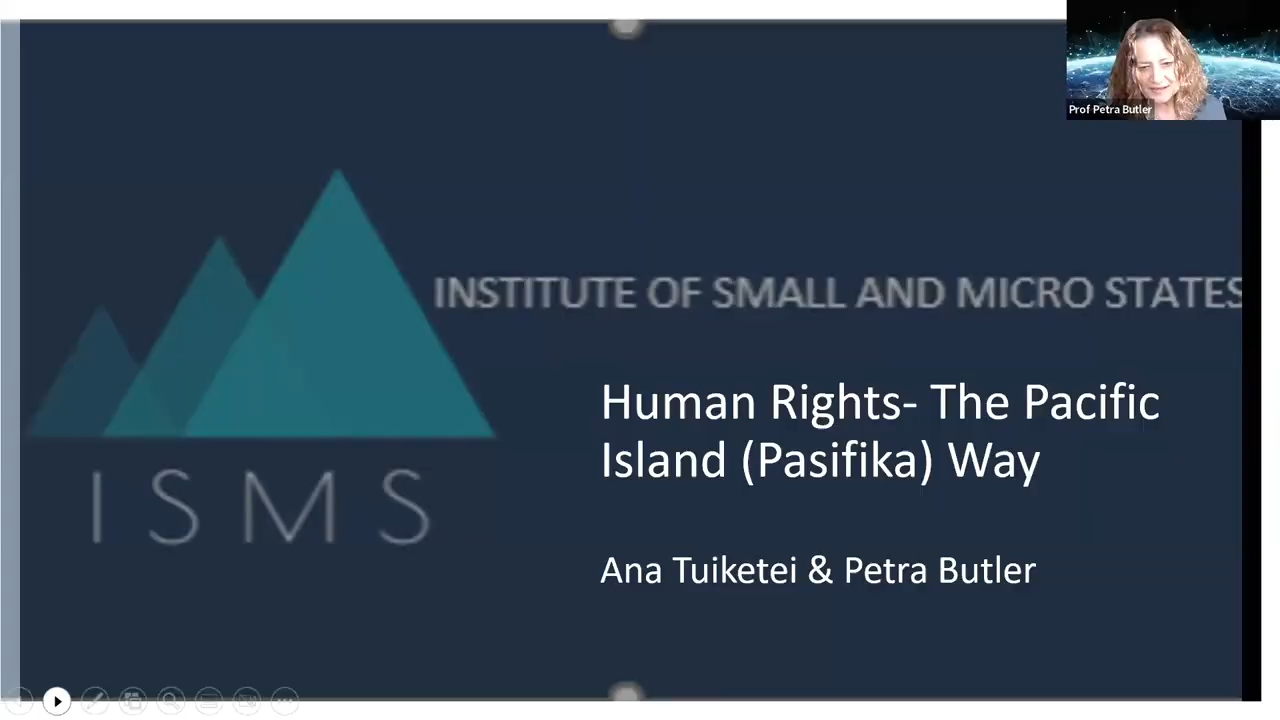 Prof Petra Butler
INSTITUTE OF SMALL AND MICRO STATES
Human Rights- The Pacific
Island (Pasifika) Way
ISMS
Ana Tuiketei & Petra Butler